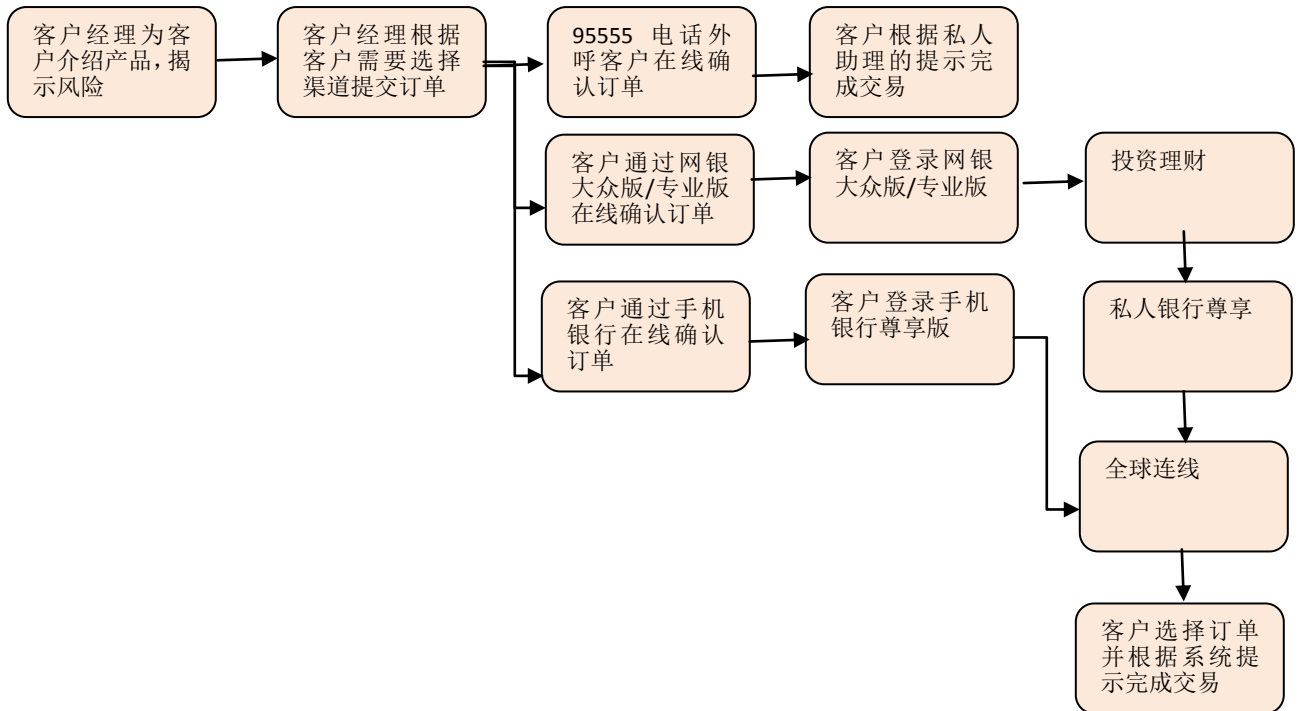 客户经理为客
户介绍产品，揭
示风险
客户经理根据
客户需要选择
渠道提交订单
95555 电话外
呼客户在线确
认订单
客户根据私人
助理的提示完
成交易
客户通过网银
大众版/专业版
在线确认订单
客户登录网银
大众版/专业版
投资理财
客户通过手机
银行在线确认
订单
客户登录手机
银行尊享版
私人银行尊享
全球连线
客户选择订单
并根据系统提
示完成交易